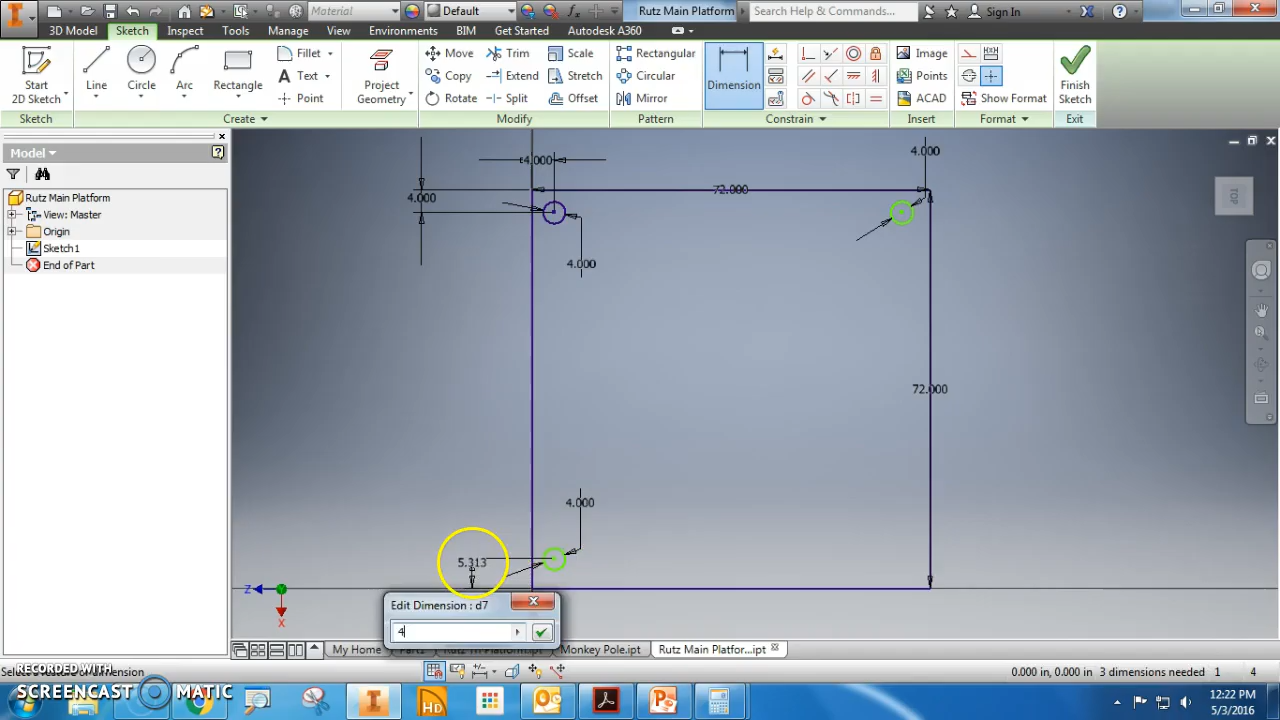 Material
Default
Rutz Main Platform
Search Help & Commands...
Sign In
3D Model
Sketch
Inspect
Tools
Manage
View
Environments
BIM
Get Started
Autodesk A360
Start
2D Sketch
Line
Circle
Arc
Rectangle
Fillet
Text
Point
Project
Geometry
Move
Copy
Rotate
Trim
Extend
Split
Scale
Stretch
Offset
Rectangular
Circular
Mirror
Dimension
Image
Points
ACAD
Show Format
Finish
Sketch
Sketch
Create
Modify
Pattern
Constrain
Insert
Format
Exit
Model
Rutz Main Platform
View: Master
Origin
Sketch1
End of Part
4.000
4.000
72.000
4.000
4.000
TOP
72.000
4.000
5.313
Z
X
Edit Dimension : d7
4
My Home
Monkey Pole.ipt
Rutz Main Platfor...ipt
0.000 in, 0.000 in
3 dimensions needed
1
4
RECORDED WITH
SCREENCAST
MATIC
12:22 PM
5/3/2016